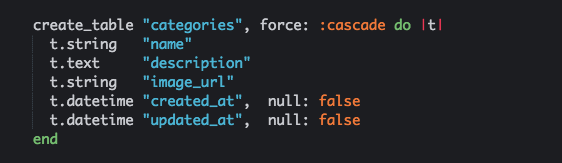 create_table "categories", force: :cascade do |t|
  t.string   "name"
  t.text     "description"
  t.string   "image_url"
  t.datetime "created_at",  null: false
  t.datetime "updated_at",  null: false
end